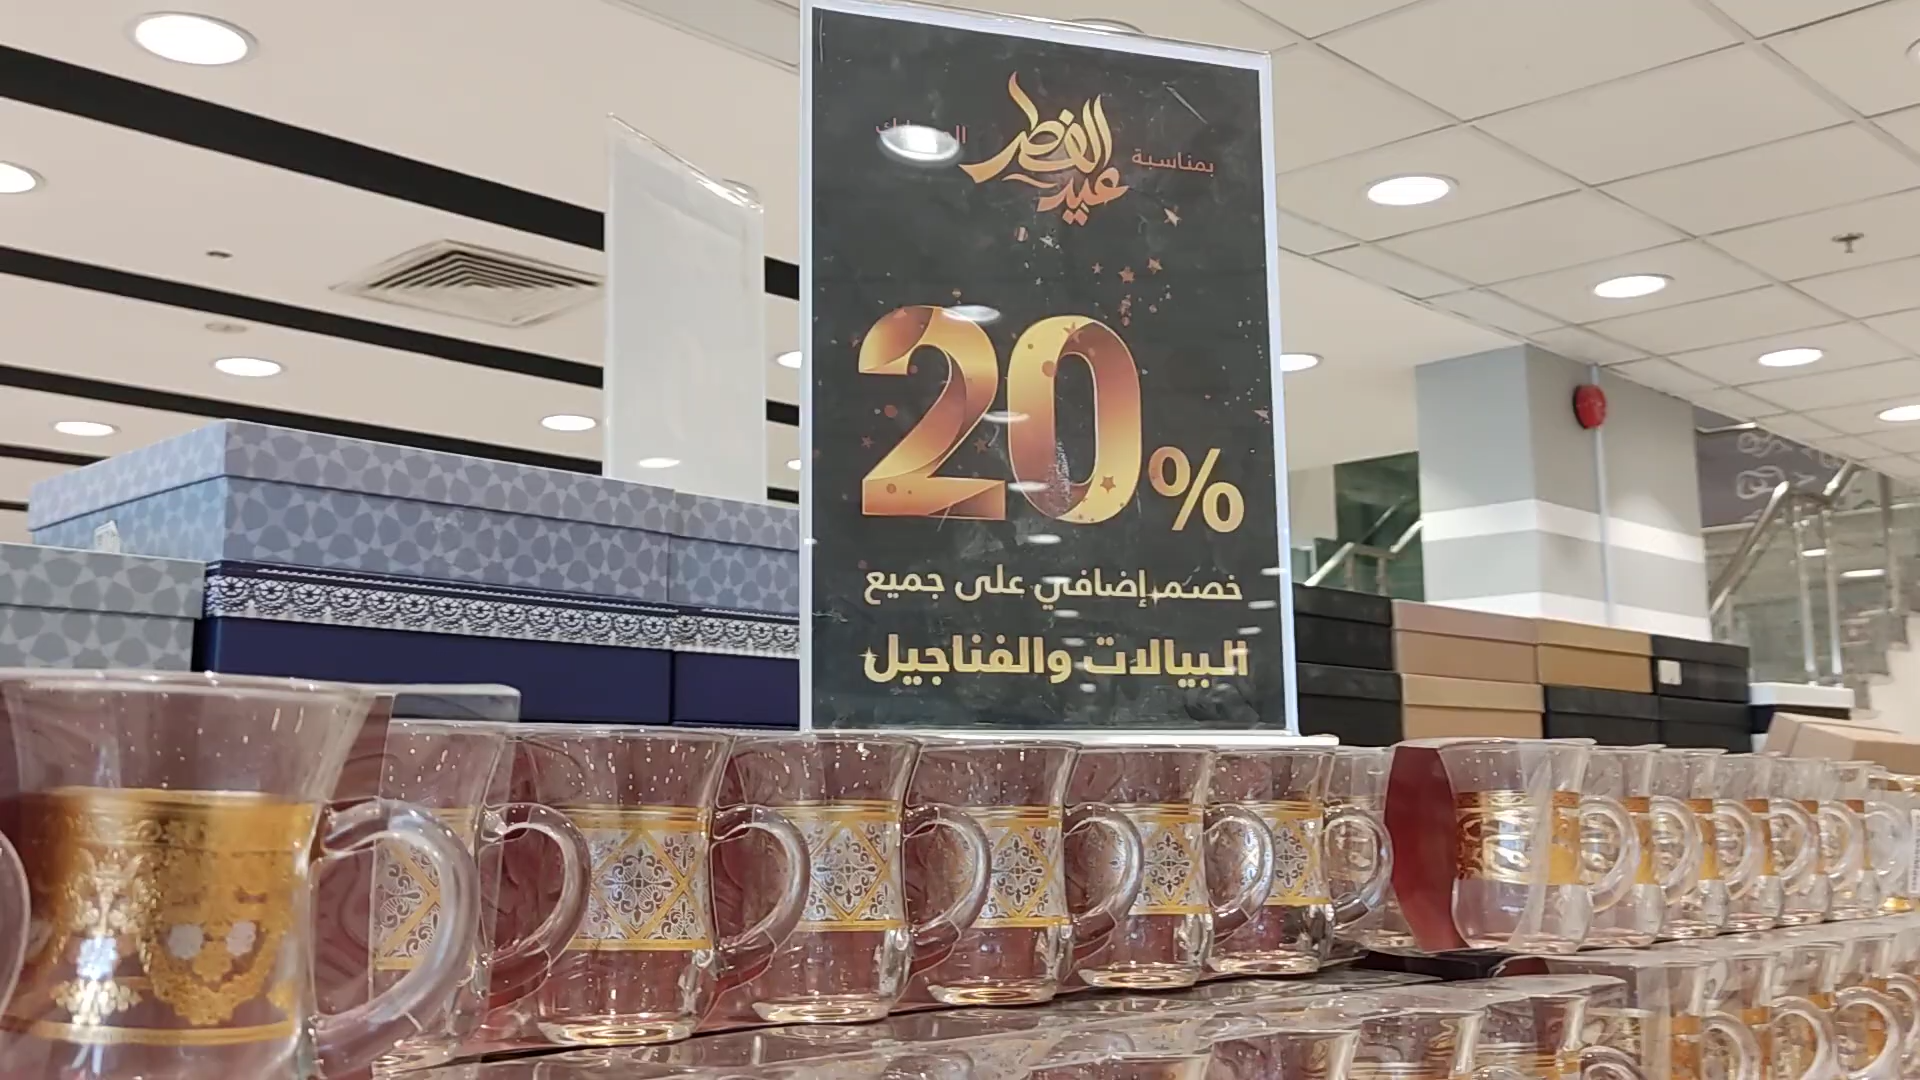 بمناسبة عيد الفطر
20%
خصم إضافي على جميع
البيالات والفناجيل